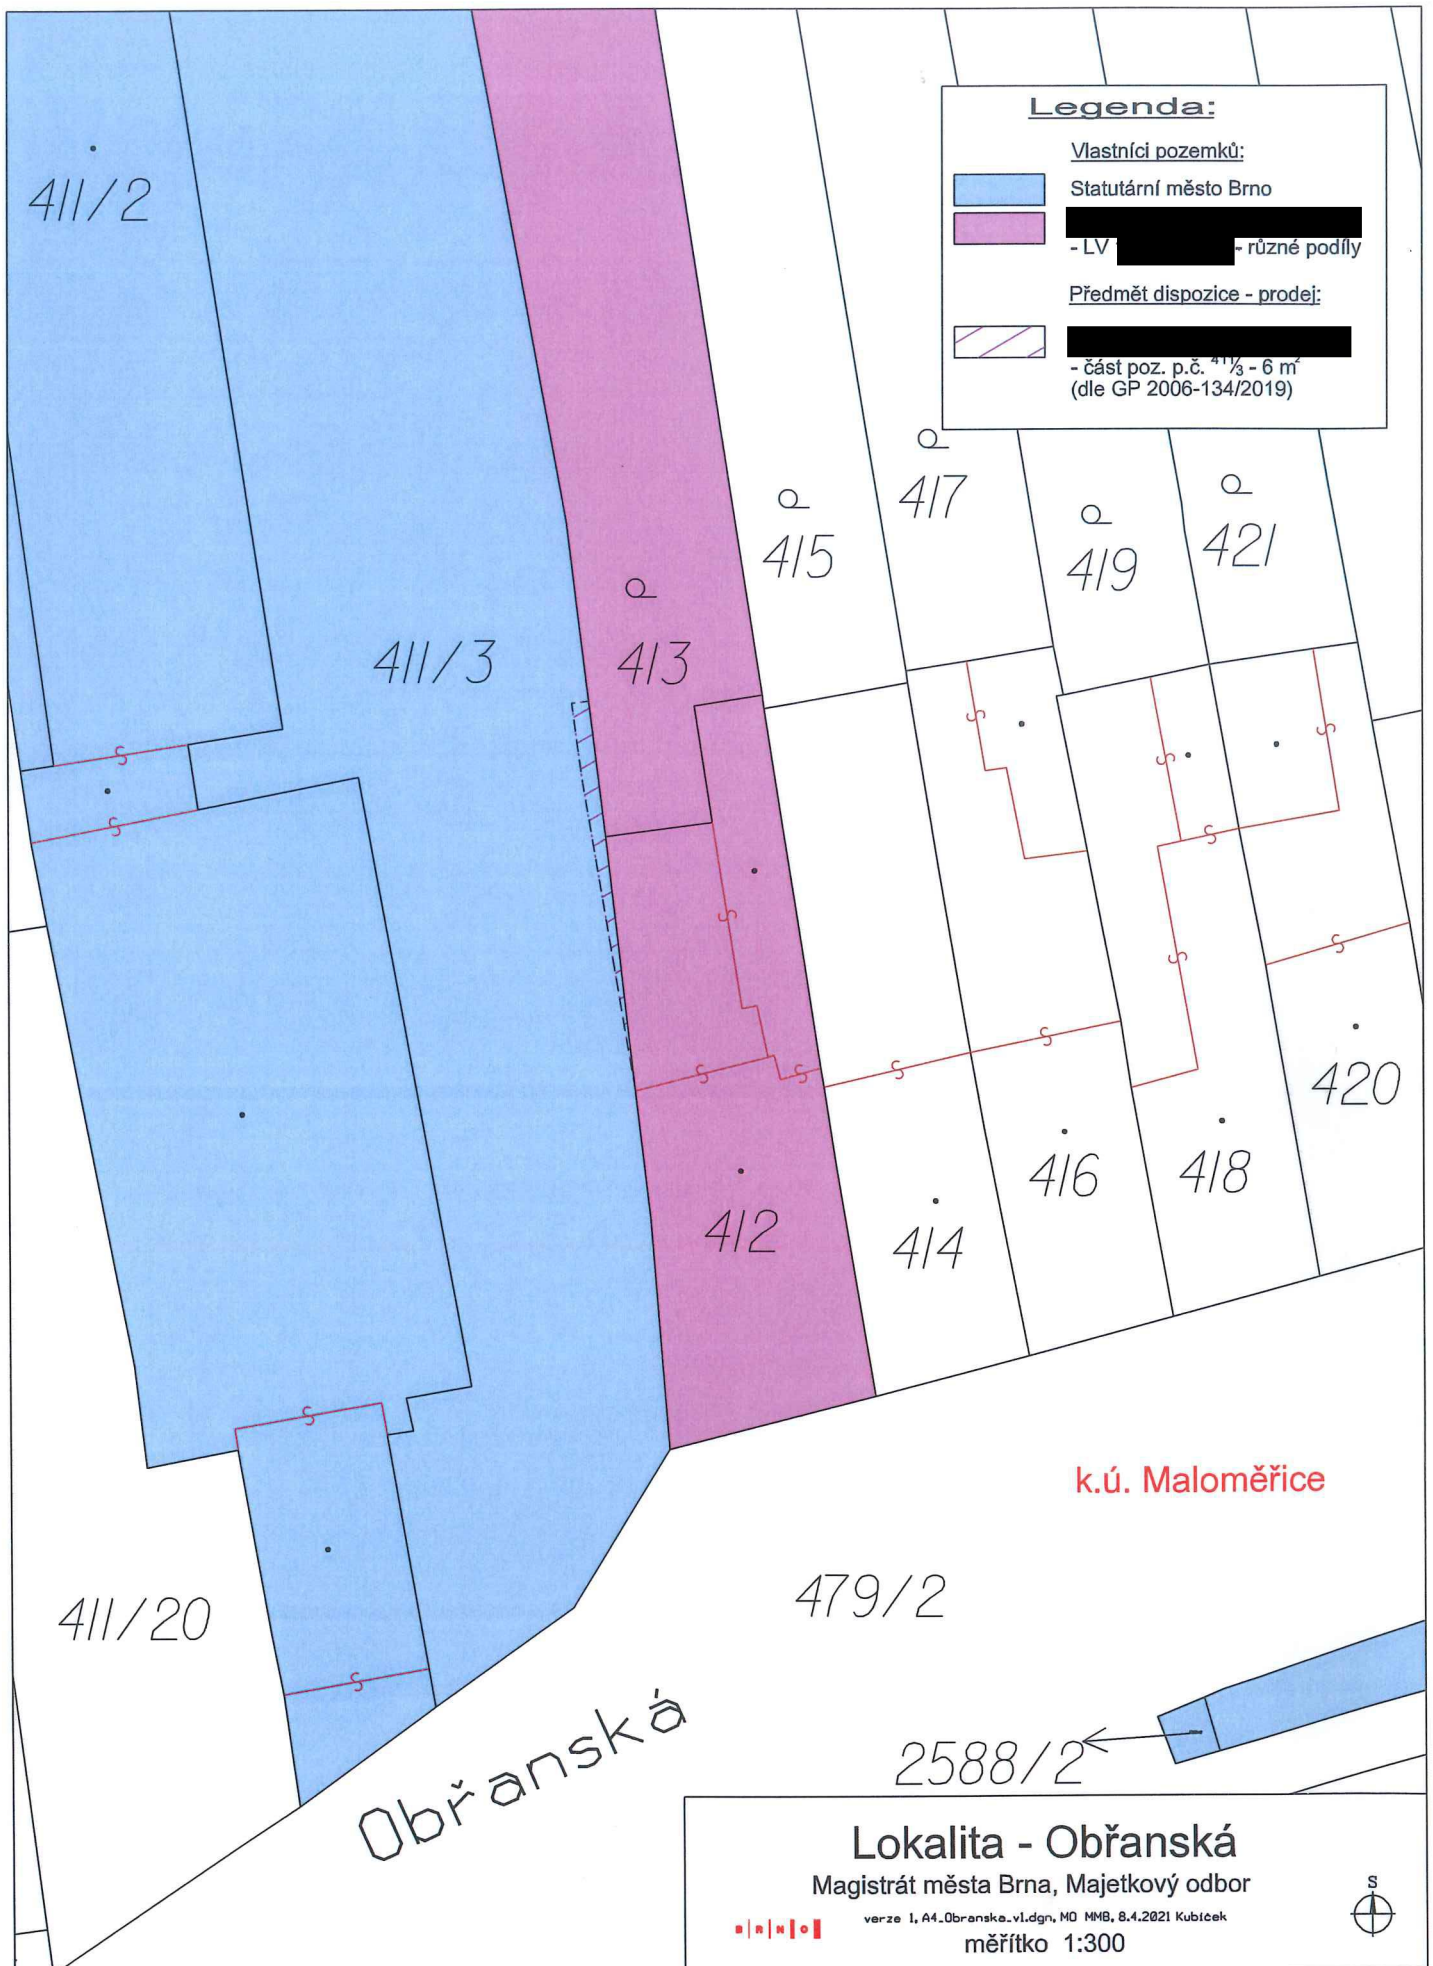 Legenda:
Vlastníci pozemků:
Statutární město Brno
- LV - různé podíly
Předmět dispozice - prodej:
- část poz. p.č. 411/3 - 6 m²
(dle GP 2006-134/2019)
411/2
417
415
419
421
411/3
413
420
416
418
412
414
k.ú. Maloměřice
479/2
411/20
Obřanská
2588/2
Lokalita - Obřanská
Magistrát města Brna, Majetkový odbor
verze 1, A4_Obranska_v1.dgn, MO MMB, 8.4.2021 Kubíček
měřítko 1:300
B R N O
S